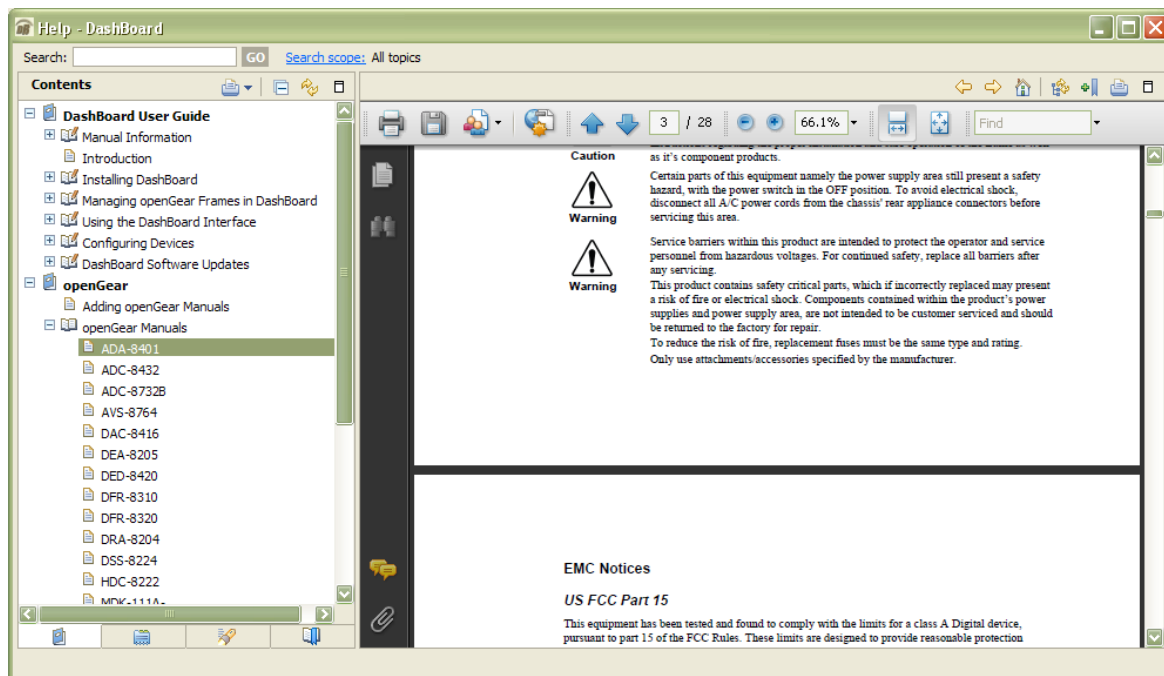 Help - DashBoard
Search:
GO
Search scope: All topics
Contents
DashBoard User Guide
Manual Information
Introduction
Installing DashBoard
Managing openGear Frames in DashBoard
Using the DashBoard Interface
Configuring Devices
DashBoard Software Updates
openGear
Adding openGear Manuals
openGear Manuals
ADA-8401
ADC-8432
ADC-8732B
AVS-8764
DAC-8416
DEA-8205
DED-8420
DFR-8310
DFR-8320
DRA-8204
DSS-8224
HDC-8222
MDK-111A-
3 / 28
66.1%
Find
Caution
as it's component products.
Warning
Certain parts of this equipment namely the power supply area still present a safety
hazard, with the power switch in the OFF position. To avoid electrical shock,
disconnect all A/C power cords from the chassis' rear appliance connectors before
servicing this area.
Warning
Service barriers within this product are intended to protect the operator and service
personnel from hazardous voltages. For continued safety, replace all barriers after
any servicing.
This product contains safety critical parts, which if incorrectly replaced may present
a risk of fire or electrical shock. Components contained within the product's power
supplies and power supply area, are not intended to be customer serviced and should
be returned to the factory for repair.
To reduce the risk of fire, replacement fuses must be the same type and rating.
Only use attachments/accessories specified by the manufacturer.
EMC Notices
US FCC Part 15
This equipment has been tested and found to comply with the limits for a class A Digital device,
pursuant to part 15 of the FCC Rules. These limits are designed to provide reasonable protection